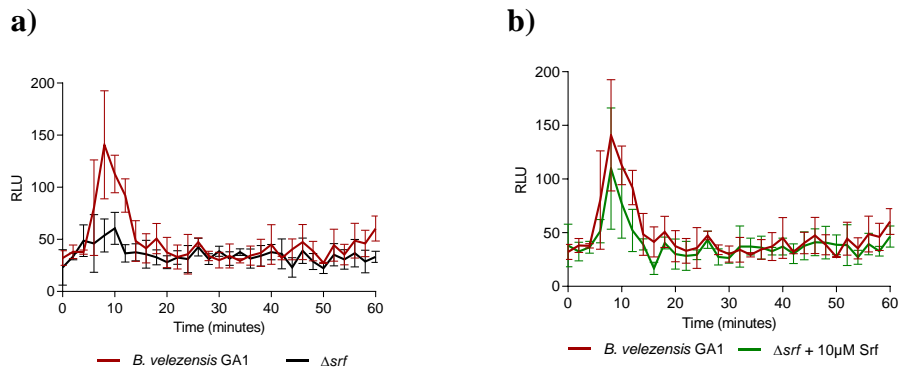 a)
200
150
100
50
0
RLU
0 10 20 30 40 50 60
Time (minutes)
B. velezensis GA1 Δsrf
b)
200
150
100
50
0
RLU
0 10 20 30 40 50 60
Time (minutes)
B. velezensis GA1 Δsrf + 10µM Srf